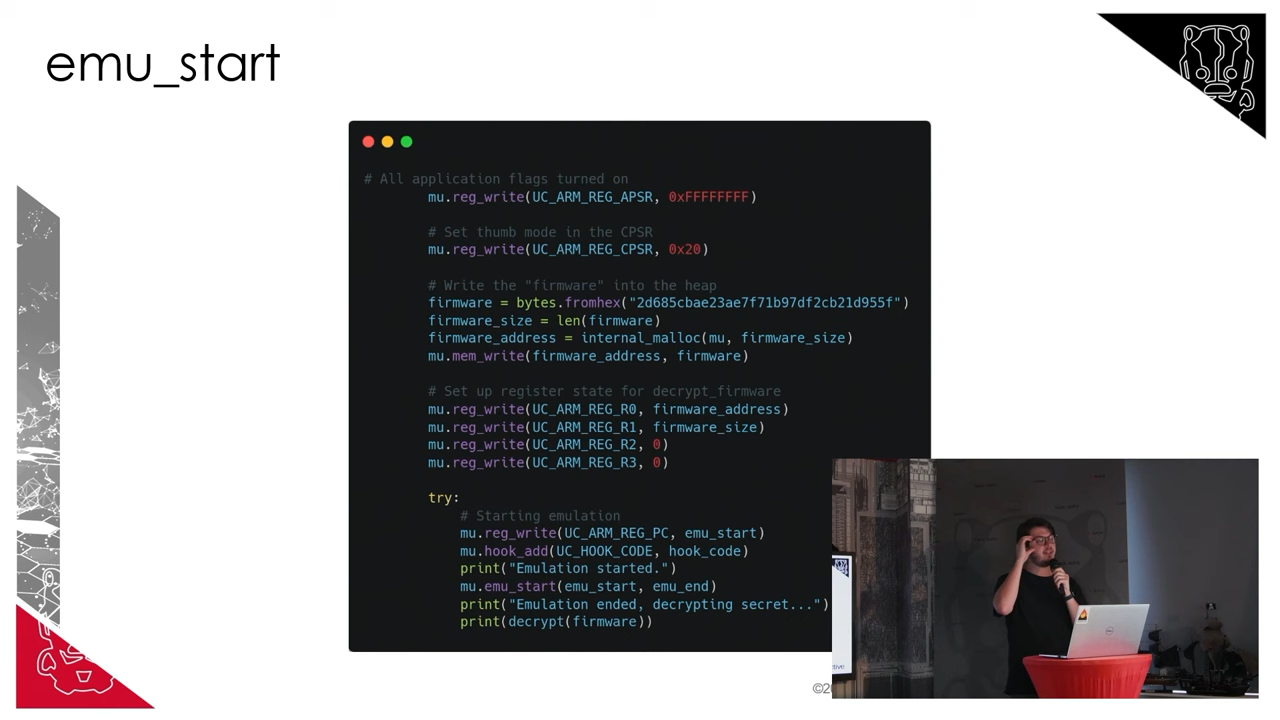 emu_start
# All application flags turned on
mu.reg_write(UC_ARM_REG_APSR, 0xFFFFFFFF)
# Set thumb mode in the CPSR
mu.reg_write(UC_ARM_REG_CPSR, 0x20)
# Write the "firmware" into the heap
firmware = bytes.fromhex("2d685cbae23ae7f71b97df2cb21d955f")
firmware_size = len(firmware)
firmware_address = internal_malloc(mu, firmware_size)
mu.mem_write(firmware_address, firmware)
# Set up register state for decrypt_firmware
mu.reg_write(UC_ARM_REG_R0, firmware_address)
mu.reg_write(UC_ARM_REG_R1, firmware_size)
mu.reg_write(UC_ARM_REG_R2, 0)
mu.reg_write(UC_ARM_REG_R3, 0)
try:
# Starting emulation
mu.reg_write(UC_ARM_REG_PC, emu_start)
mu.hook_add(UC_HOOK_CODE, hook_code)
print("Emulation started.")
mu.emu_start(emu_start, emu_end)
print("Emulation ended, decrypting secret...")
print(decrypt(firmware))